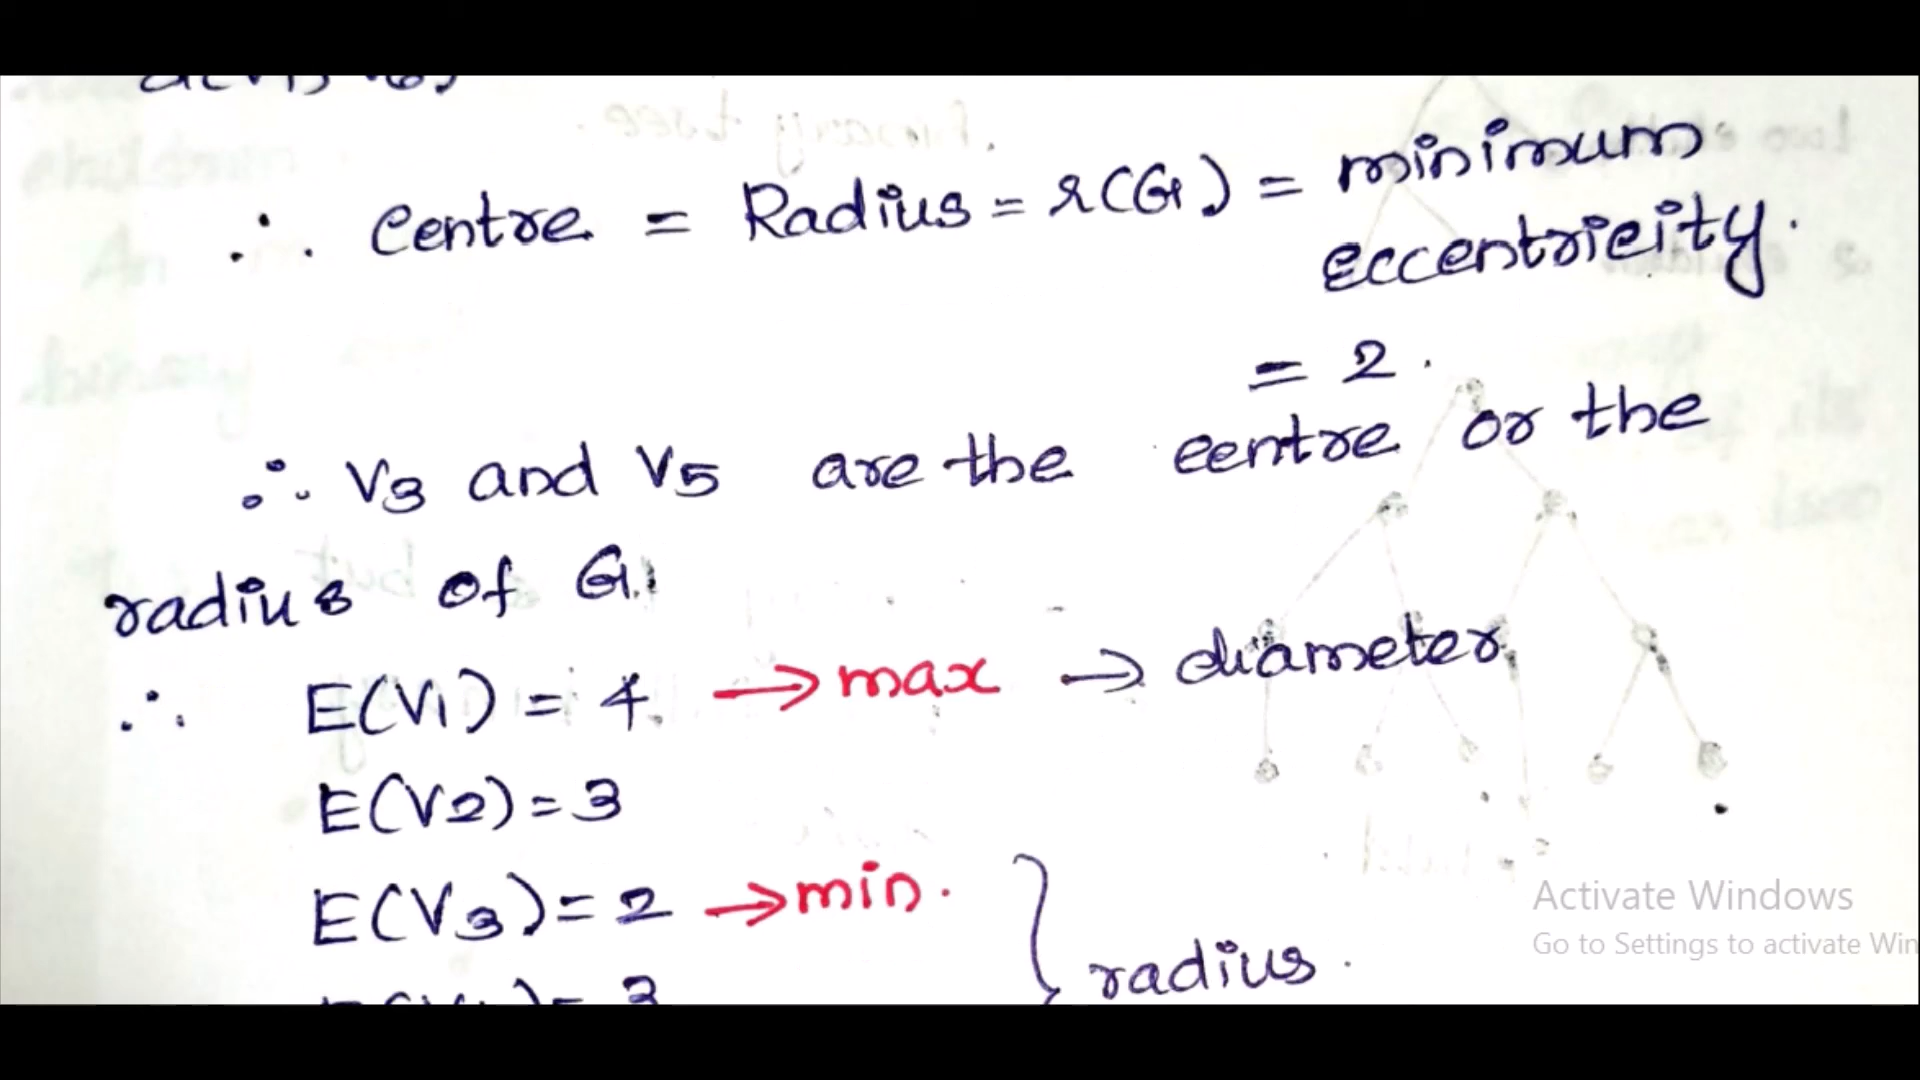 ∴ Centre = Radius = r(G) = minimum
eccentricity.
= 2.
∴ V3 and V5 are the centre or the
radius of G.
∴ E(V1) = 4. → max → diameter
E(V2) = 3
E(V3) = 2 → min.
radius.
Activate Windows
Go to Settings to activate Win